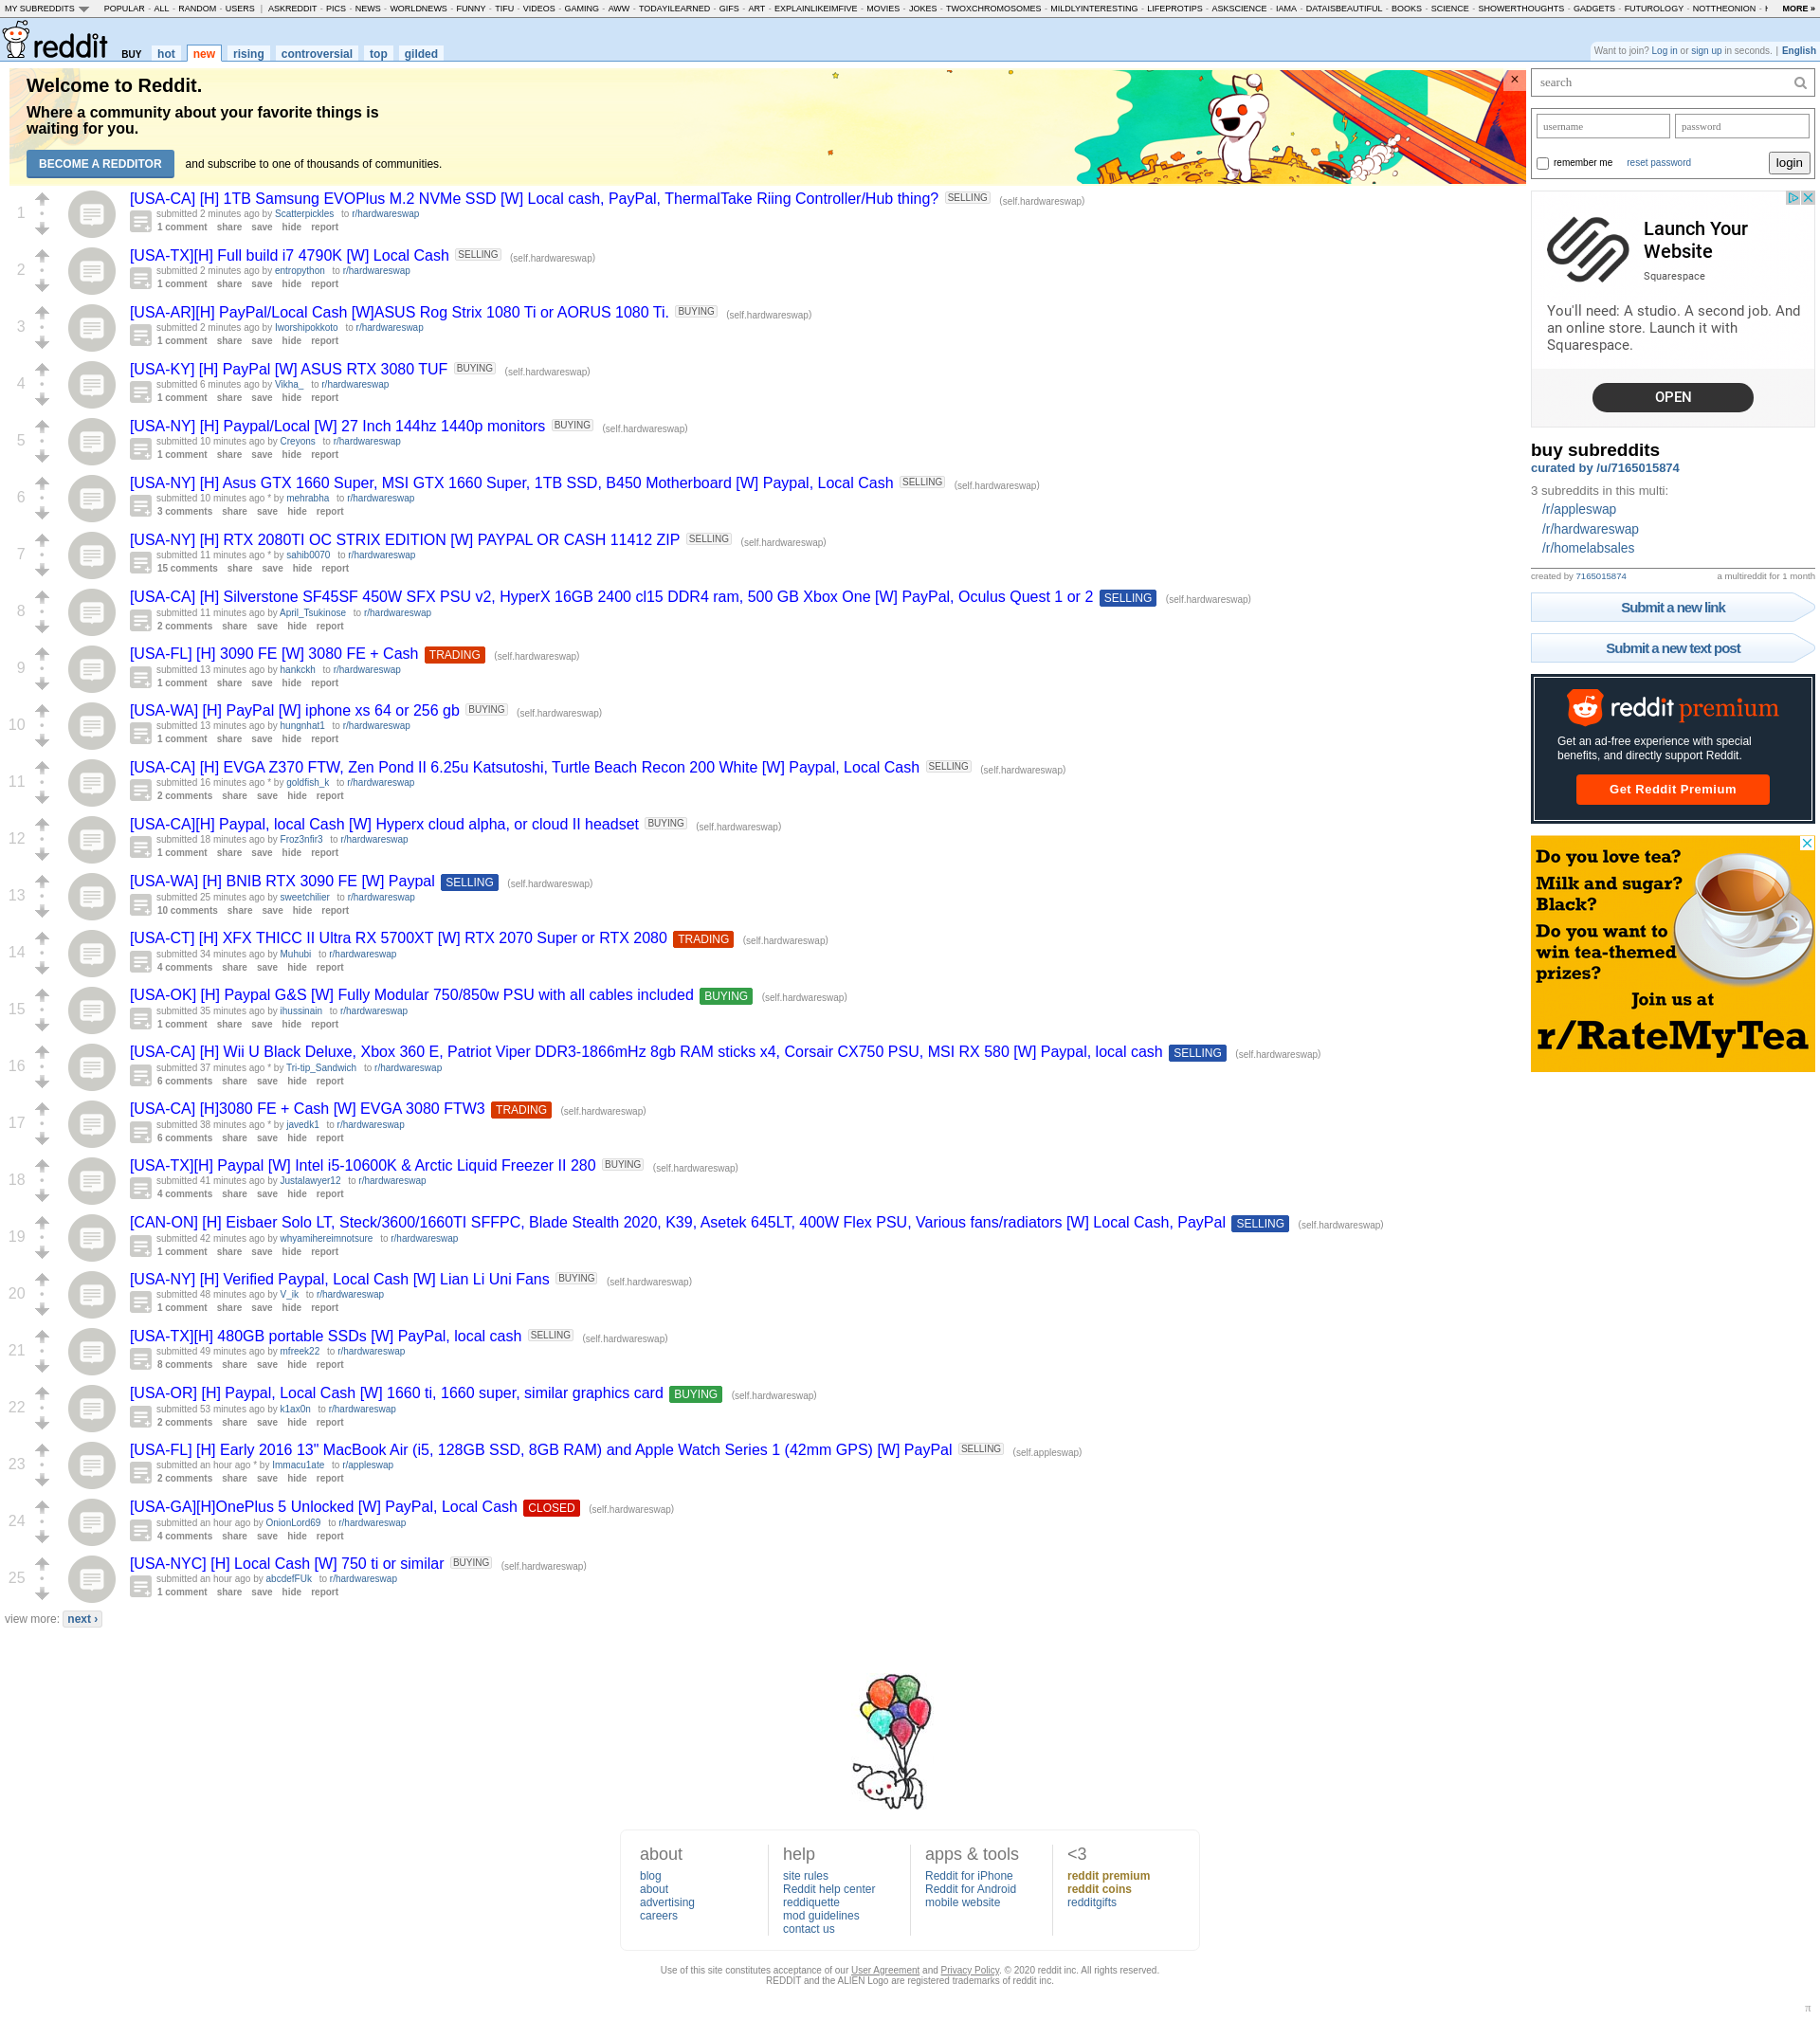 MY SUBREDDITS POPULAR - ALL - RANDOM - USERS | ASKREDDIT - PICS - NEWS - WORLDNEWS - FUNNY - TIFU - VIDEOS - GAMING - AWW - TODAYILEARNED - GIFS - ART - EXPLAINLIKEIMFIVE - MOVIES - JOKES - TWOXCHROMOSOMES - MILDLYINTERESTING - LIFEPROTIPS - ASKSCIENCE - IAMA - DATAISBEAUTIFUL - BOOKS - SCIENCE - SHOWERTHOUGHTS - GADGETS - FUTUROLOGY - NOTTHEONION - MORE »
reddit BUY hot new rising controversial top gilded
Want to join? Log in or sign up in seconds. | English
Welcome to Reddit.
Where a community about your favorite things is
waiting for you.
BECOME A REDDITOR and subscribe to one of thousands of communities.
×
1
[USA-CA] [H] 1TB Samsung EVOPlus M.2 NVMe SSD [W] Local cash, PayPal, ThermalTake Riing Controller/Hub thing? SELLING (self.hardwareswap)
submitted 2 minutes ago by Scatterpickles to r/hardwareswap
1 comment share save hide report
2
[USA-TX][H] Full build i7 4790K [W] Local Cash SELLING (self.hardwareswap)
submitted 2 minutes ago by entropython to r/hardwareswap
1 comment share save hide report
3
[USA-AR][H] PayPal/Local Cash [W]ASUS Rog Strix 1080 Ti or AORUS 1080 Ti. BUYING (self.hardwareswap)
submitted 2 minutes ago by Iworshipokkoto to r/hardwareswap
1 comment share save hide report
4
[USA-KY] [H] PayPal [W] ASUS RTX 3080 TUF BUYING (self.hardwareswap)
submitted 6 minutes ago by Vikha_ to r/hardwareswap
1 comment share save hide report
5
[USA-NY] [H] Paypal/Local [W] 27 Inch 144hz 1440p monitors BUYING (self.hardwareswap)
submitted 10 minutes ago by Creyons to r/hardwareswap
1 comment share save hide report
6
[USA-NY] [H] Asus GTX 1660 Super, MSI GTX 1660 Super, 1TB SSD, B450 Motherboard [W] Paypal, Local Cash SELLING (self.hardwareswap)
submitted 10 minutes ago * by mehrabha to r/hardwareswap
3 comments share save hide report
7
[USA-NY] [H] RTX 2080TI OC STRIX EDITION [W] PAYPAL OR CASH 11412 ZIP SELLING (self.hardwareswap)
submitted 11 minutes ago * by sahib0070 to r/hardwareswap
15 comments share save hide report
8
[USA-CA] [H] Silverstone SF45SF 450W SFX PSU v2, HyperX 16GB 2400 cl15 DDR4 ram, 500 GB Xbox One [W] PayPal, Oculus Quest 1 or 2 SELLING (self.hardwareswap)
submitted 11 minutes ago by April_Tsukinose to r/hardwareswap
2 comments share save hide report
9
[USA-FL] [H] 3090 FE [W] 3080 FE + Cash TRADING (self.hardwareswap)
submitted 13 minutes ago by hankckh to r/hardwareswap
1 comment share save hide report
10
[USA-WA] [H] PayPal [W] iphone xs 64 or 256 gb BUYING (self.hardwareswap)
submitted 13 minutes ago by hungnhat1 to r/hardwareswap
1 comment share save hide report
11
[USA-CA] [H] EVGA Z370 FTW, Zen Pond II 6.25u Katsutoshi, Turtle Beach Recon 200 White [W] Paypal, Local Cash SELLING (self.hardwareswap)
submitted 16 minutes ago * by goldfish_k to r/hardwareswap
2 comments share save hide report
12
[USA-CA][H] Paypal, local Cash [W] Hyperx cloud alpha, or cloud II headset BUYING (self.hardwareswap)
submitted 18 minutes ago by Froz3nfir3 to r/hardwareswap
1 comment share save hide report
13
[USA-WA] [H] BNIB RTX 3090 FE [W] Paypal SELLING (self.hardwareswap)
submitted 25 minutes ago by sweetchilier to r/hardwareswap
10 comments share save hide report
14
[USA-CT] [H] XFX THICC II Ultra RX 5700XT [W] RTX 2070 Super or RTX 2080 TRADING (self.hardwareswap)
submitted 34 minutes ago by Muhubi to r/hardwareswap
4 comments share save hide report
15
[USA-OK] [H] Paypal G&S [W] Fully Modular 750/850w PSU with all cables included BUYING (self.hardwareswap)
submitted 35 minutes ago by ihussinain to r/hardwareswap
1 comment share save hide report
16
[USA-CA] [H] Wii U Black Deluxe, Xbox 360 E, Patriot Viper DDR3-1866mHz 8gb RAM sticks x4, Corsair CX750 PSU, MSI RX 580 [W] Paypal, local cash SELLING (self.hardwareswap)
submitted 37 minutes ago * by Tri-tip_Sandwich to r/hardwareswap
6 comments share save hide report
17
[USA-CA] [H]3080 FE + Cash [W] EVGA 3080 FTW3 TRADING (self.hardwareswap)
submitted 38 minutes ago * by javedk1 to r/hardwareswap
6 comments share save hide report
18
[USA-TX][H] Paypal [W] Intel i5-10600K & Arctic Liquid Freezer II 280 BUYING (self.hardwareswap)
submitted 41 minutes ago by Justalawyer12 to r/hardwareswap
4 comments share save hide report
19
[CAN-ON] [H] Eisbaer Solo LT, Steck/3600/1660TI SFFPC, Blade Stealth 2020, K39, Asetek 645LT, 400W Flex PSU, Various fans/radiators [W] Local Cash, PayPal SELLING (self.hardwareswap)
submitted 42 minutes ago by whyamihereimnotsure to r/hardwareswap
1 comment share save hide report
20
[USA-NY] [H] Verified Paypal, Local Cash [W] Lian Li Uni Fans BUYING (self.hardwareswap)
submitted 48 minutes ago by V_ik to r/hardwareswap
1 comment share save hide report
21
[USA-TX][H] 480GB portable SSDs [W] PayPal, local cash SELLING (self.hardwareswap)
submitted 49 minutes ago by mfreek22 to r/hardwareswap
8 comments share save hide report
22
[USA-OR] [H] Paypal, Local Cash [W] 1660 ti, 1660 super, similar graphics card BUYING (self.hardwareswap)
submitted 53 minutes ago by k1ax0n to r/hardwareswap
2 comments share save hide report
23
[USA-FL] [H] Early 2016 13" MacBook Air (i5, 128GB SSD, 8GB RAM) and Apple Watch Series 1 (42mm GPS) [W] PayPal SELLING (self.appleswap)
submitted an hour ago * by Immacu1ate to r/appleswap
2 comments share save hide report
24
[USA-GA][H]OnePlus 5 Unlocked [W] PayPal, Local Cash CLOSED (self.hardwareswap)
submitted an hour ago by OnionLord69 to r/hardwareswap
4 comments share save hide report
25
[USA-NYC] [H] Local Cash [W] 750 ti or similar BUYING (self.hardwareswap)
submitted an hour ago by abcdefFUk to r/hardwareswap
1 comment share save hide report
view more: next ›
search
username password
remember me reset password login
Launch Your
Website
Squarespace
You'll need: A studio. A second job. And
an online store. Launch it with
Squarespace.
OPEN
buy subreddits
curated by /u/7165015874
3 subreddits in this multi:
/r/appleswap
/r/hardwareswap
/r/homelabsales
created by 7165015874 a multireddit for 1 month
Submit a new link
Submit a new text post
reddit premium
Get an ad-free experience with special
benefits, and directly support Reddit.
Get Reddit Premium
Do you love tea?
Milk and sugar?
Black?
Do you want to
win tea-themed
prizes?
Join us at
r/RateMyTea
about
blog
about
advertising
careers
help
site rules
Reddit help center
reddiquette
mod guidelines
contact us
apps & tools
Reddit for iPhone
Reddit for Android
mobile website
<3
reddit premium
reddit coins
redditgifts
Use of this site constitutes acceptance of our User Agreement and Privacy Policy. © 2020 reddit inc. All rights reserved.
REDDIT and the ALIEN Logo are registered trademarks of reddit inc.
π